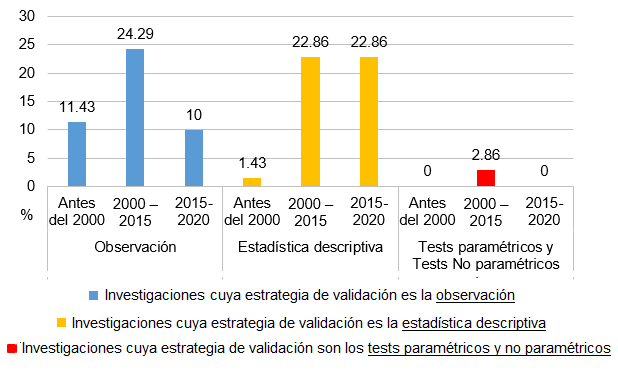 30
25
20
15
10
5
0
%
11.43
24.29
10
1.43
22.86
22.86
0
2.86
0
Antes del 2000
2000 – 2015
2015-2020
Antes del 2000
2000 – 2015
2015-2020
Antes del 2000
2000 – 2015
2015-2020
Observación
Estadística descriptiva
Tests paramétricos y
Tests No paramétricos
Investigaciones cuya estrategia de validación es la observación
Investigaciones cuya estrategia de validación es la estadística descriptiva
Investigaciones cuya estrategia de validación son los tests paramétricos y no paramétricos